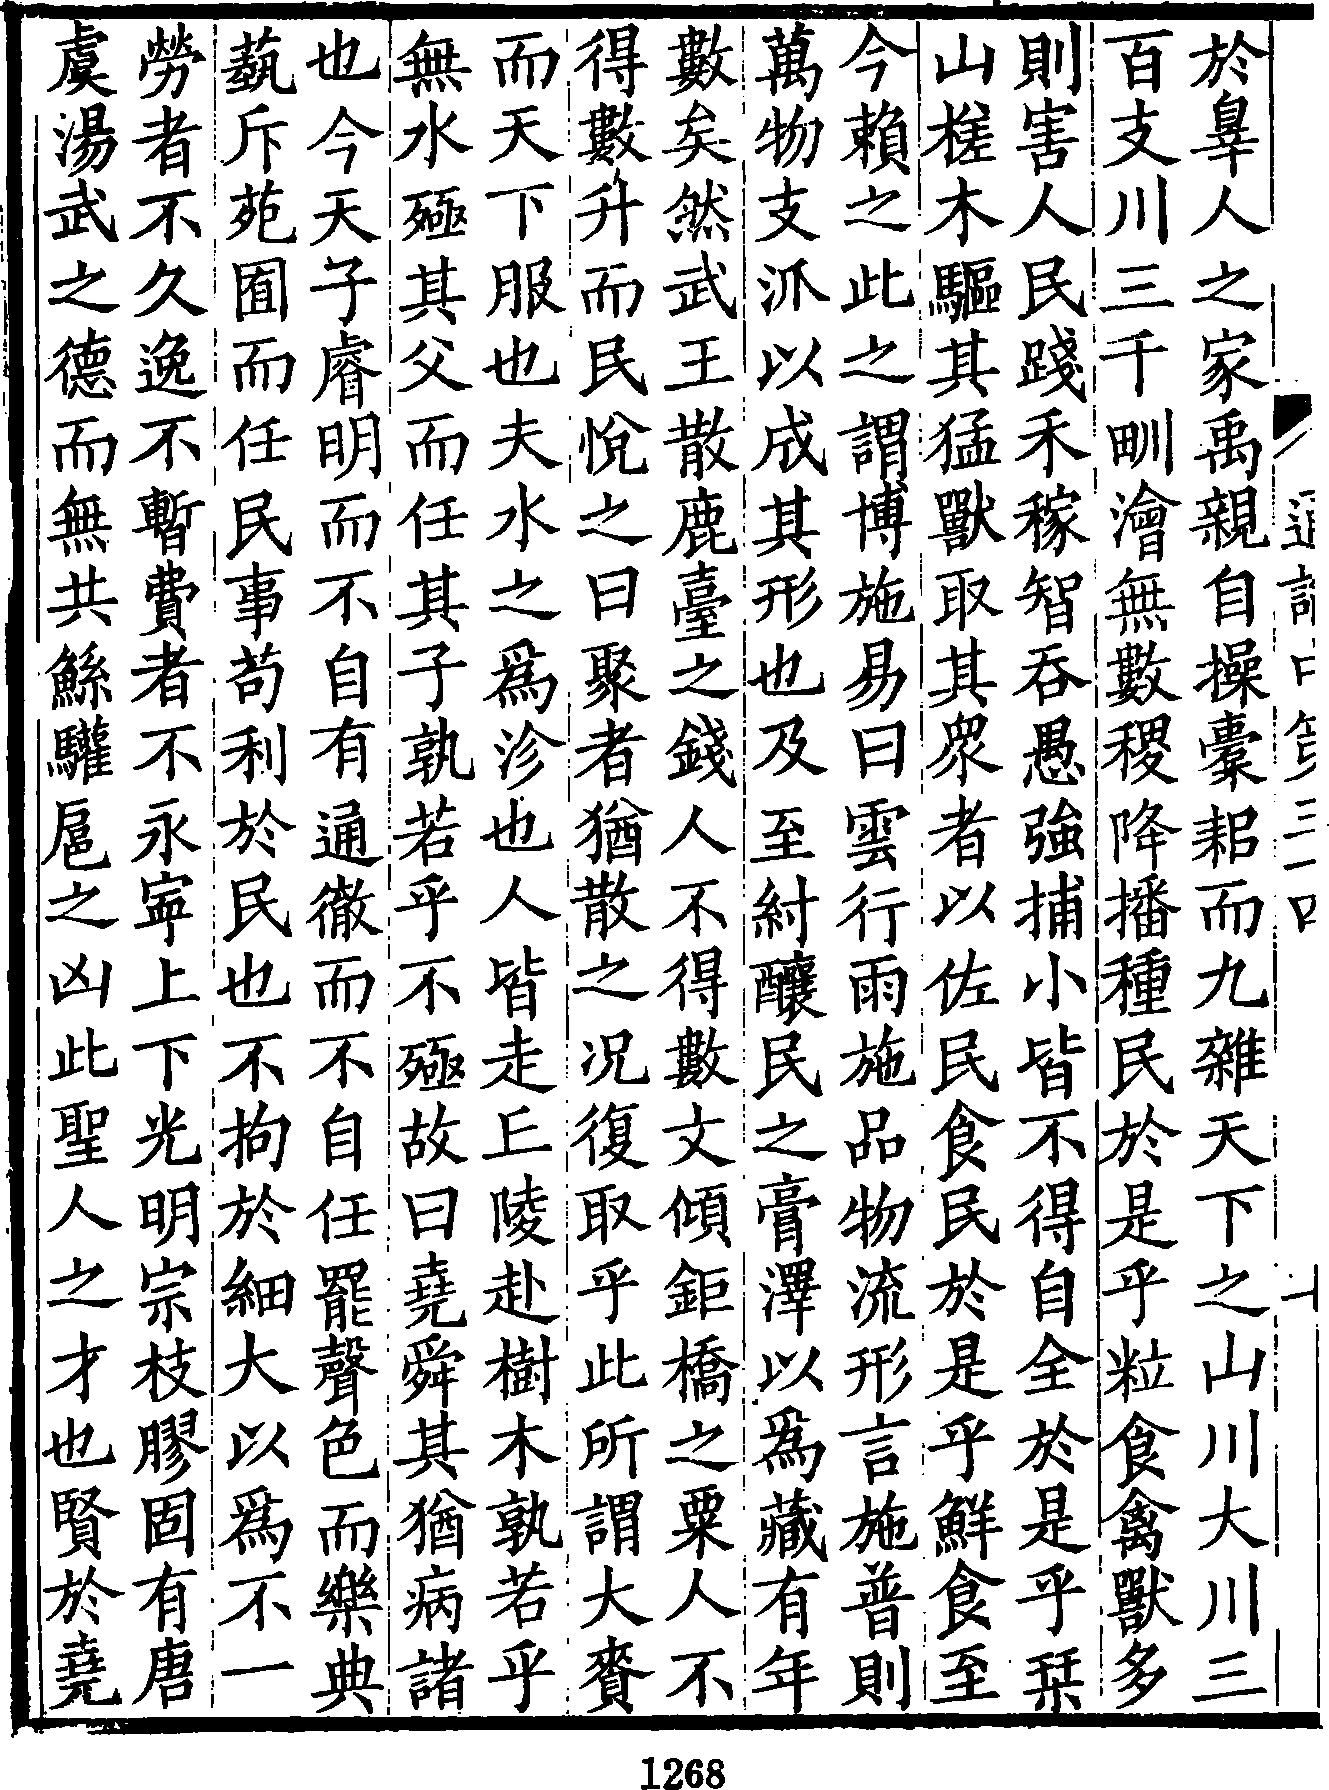 於辠人之家禹親自操橐耜而九雜天下之山川大川三
百支川三千甽澮無數稷降播種民於是乎粒食禽獸多
則害人民踐禾稼智吞愚強捕小皆不得自全於是乎栞
山槎木驅其猛獸取其衆者以佐民食民於是乎鮮食至
今賴之此之謂博施易曰雲行雨施品物流形言施普則
萬物支派以成其形也及至紂釀民之膏澤以爲藏有年
數矣然武王散鹿臺之錢人不得數文傾鉅橋之粟人不
得數升而民悅之曰聚者猶散之况復取乎此所謂大賚
而天下服也夫水之爲沴也人皆走丘陵赴樹木孰若乎
無水殛其父而任其子孰若乎不殛故曰堯舜其猶病諸
也今天子睿明而不自有通徹而不自任罷聲色而樂典
蓺斥苑囿而任民事苟利於民也不拘於細大以爲不一
勞者不久逸不暫費者不永寧上下光明宗枝膠固有唐
虞湯武之德而無共鯀驩扈之凶此聖人之才也賢於堯
1268